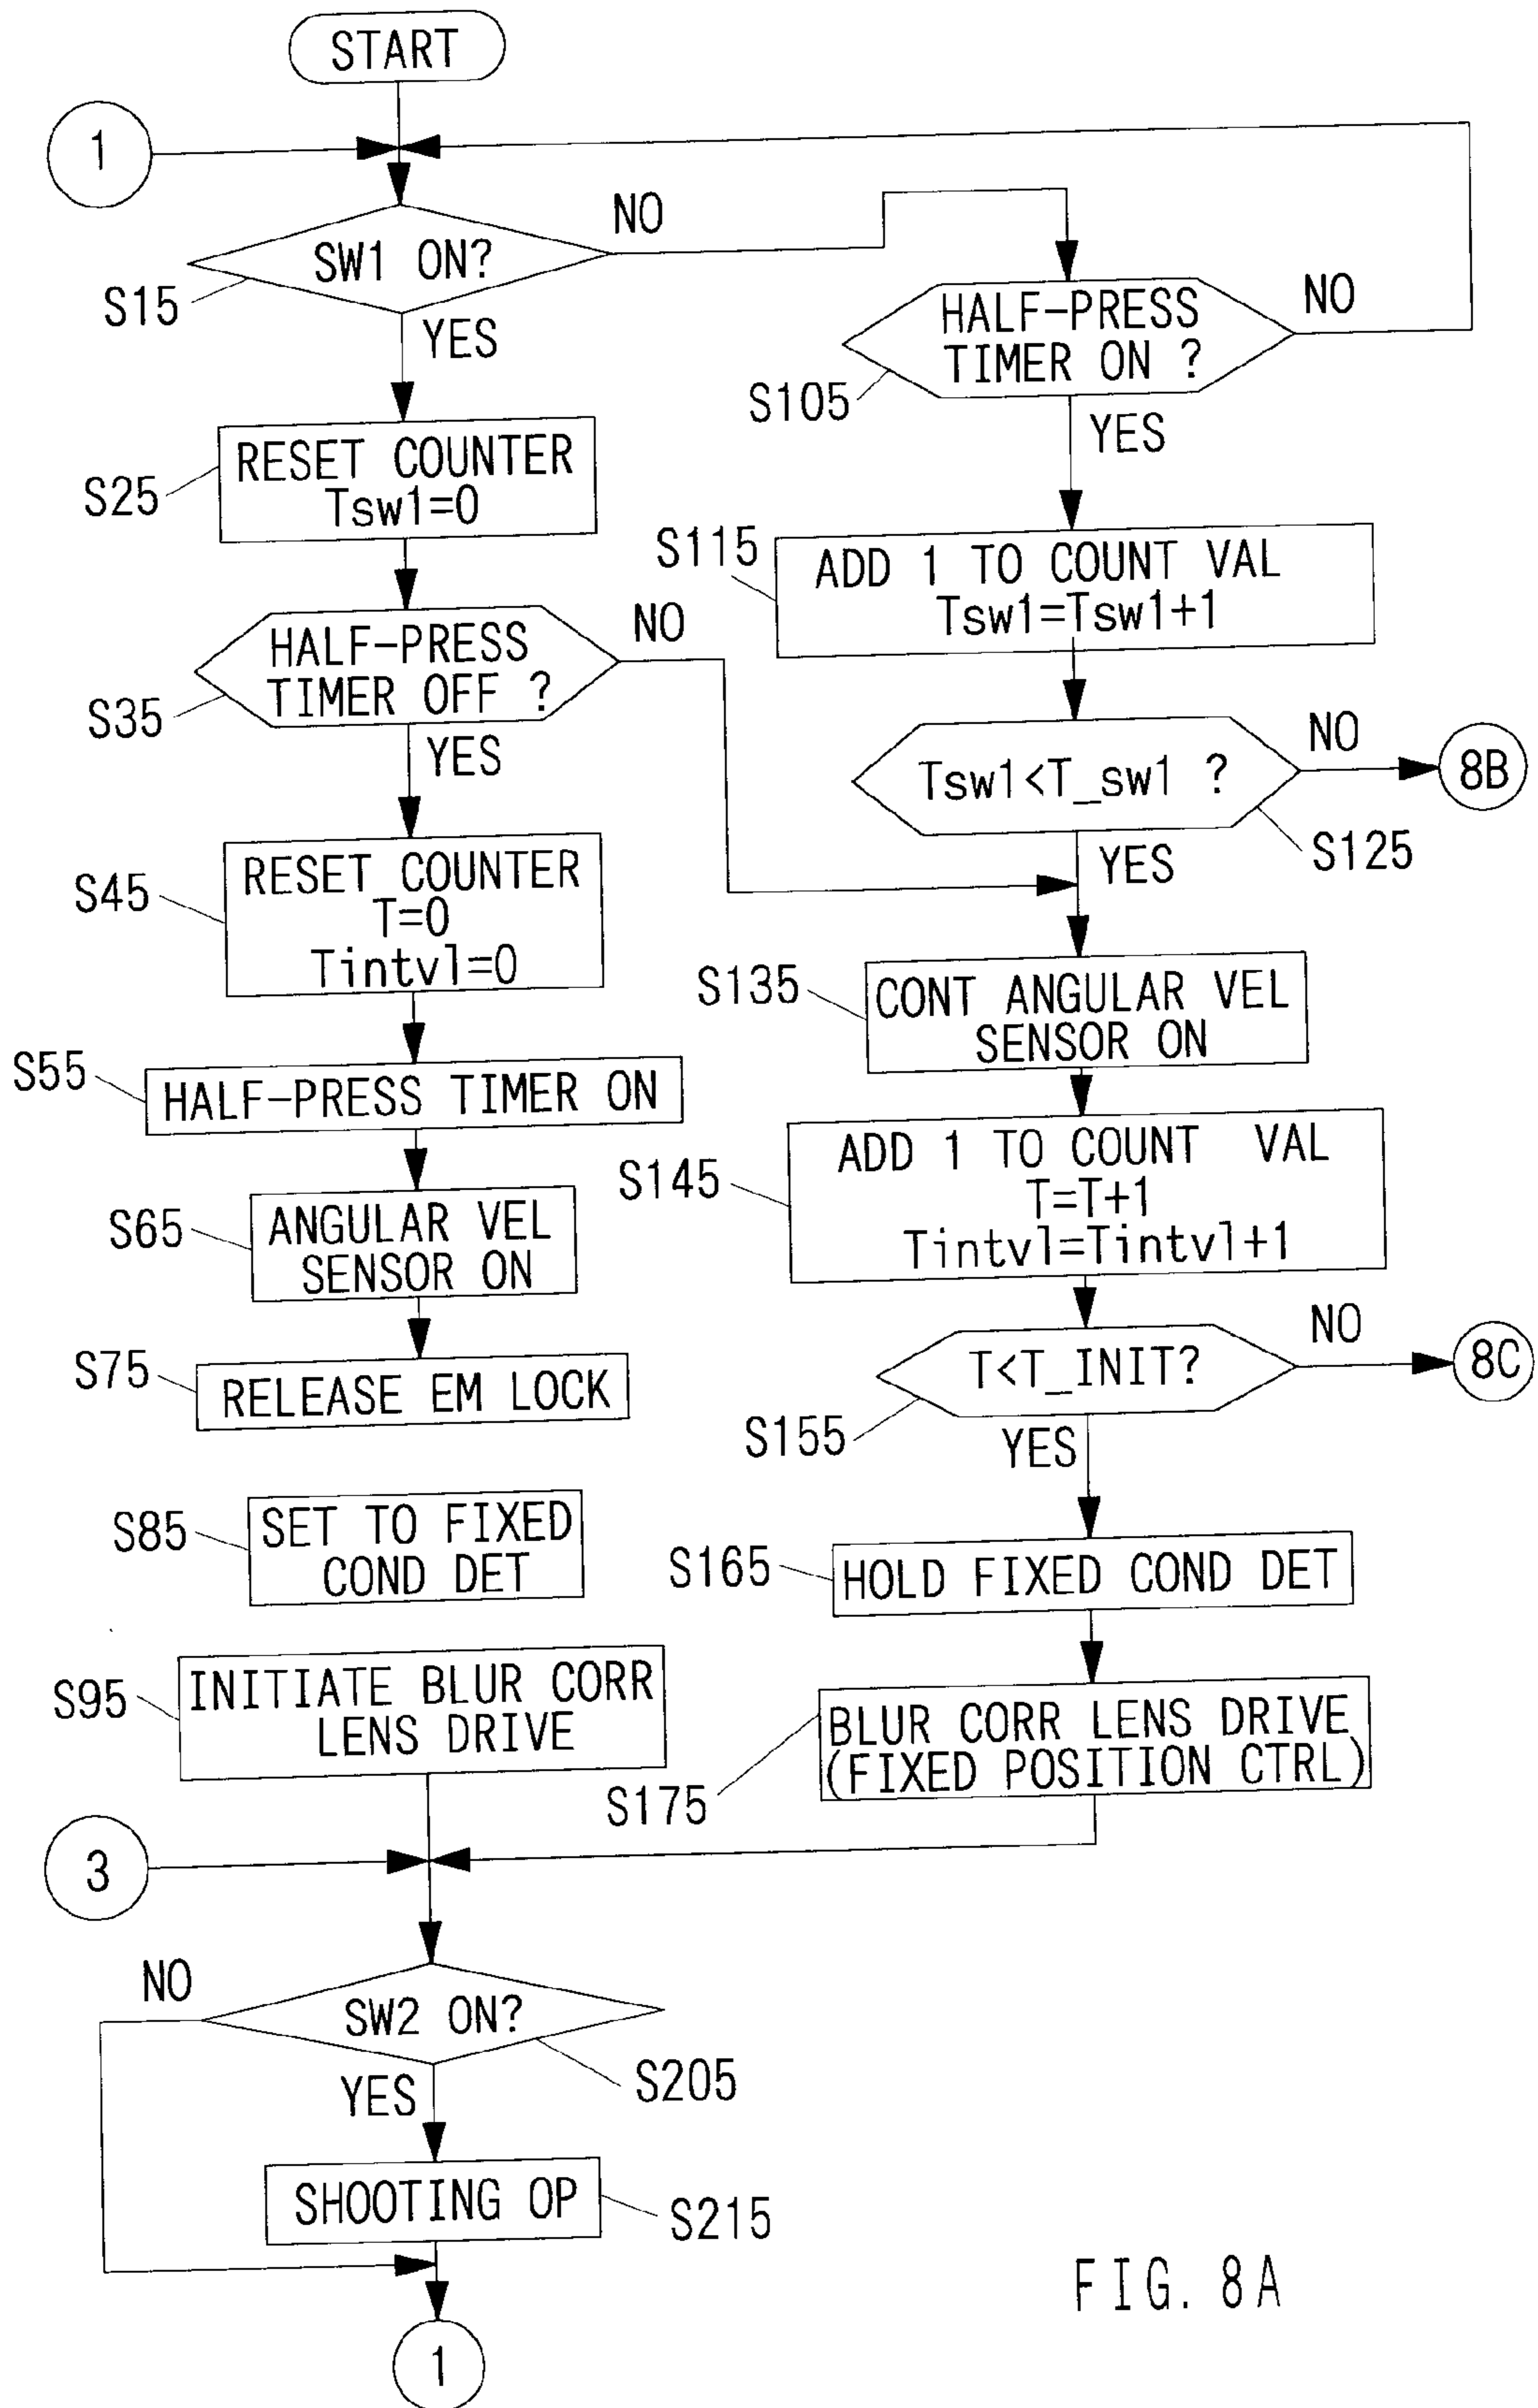 START
1
SW1 ON?
NO
S15
YES
HALF-PRESS
TIMER ON ?
NO
S105
YES
RESET COUNTER
Tsw1=0
S25
S115
ADD 1 TO COUNT VAL
Tsw1=Tsw1+1
HALF-PRESS
TIMER OFF ?
NO
S35
YES
Tsw1<T_sw1 ?
NO
8B
S125
YES
RESET COUNTER
T=0
Tintvl=0
S45
S135
CONT ANGULAR VEL
SENSOR ON
S55
HALF-PRESS TIMER ON
S145
ADD 1 TO COUNT VAL
T=T+1
Tintvl=Tintvl+1
S65
ANGULAR VEL
SENSOR ON
S75
RELEASE EM LOCK
T<T_INIT?
NO
8C
S155
YES
S85
SET TO FIXED
COND DET
S165
HOLD FIXED COND DET
S95
INITIATE BLUR CORR
LENS DRIVE
BLUR CORR LENS DRIVE
(FIXED POSITION CTRL)
S175
3
NO
SW2 ON?
S205
YES
SHOOTING OP
S215
1
FIG. 8A